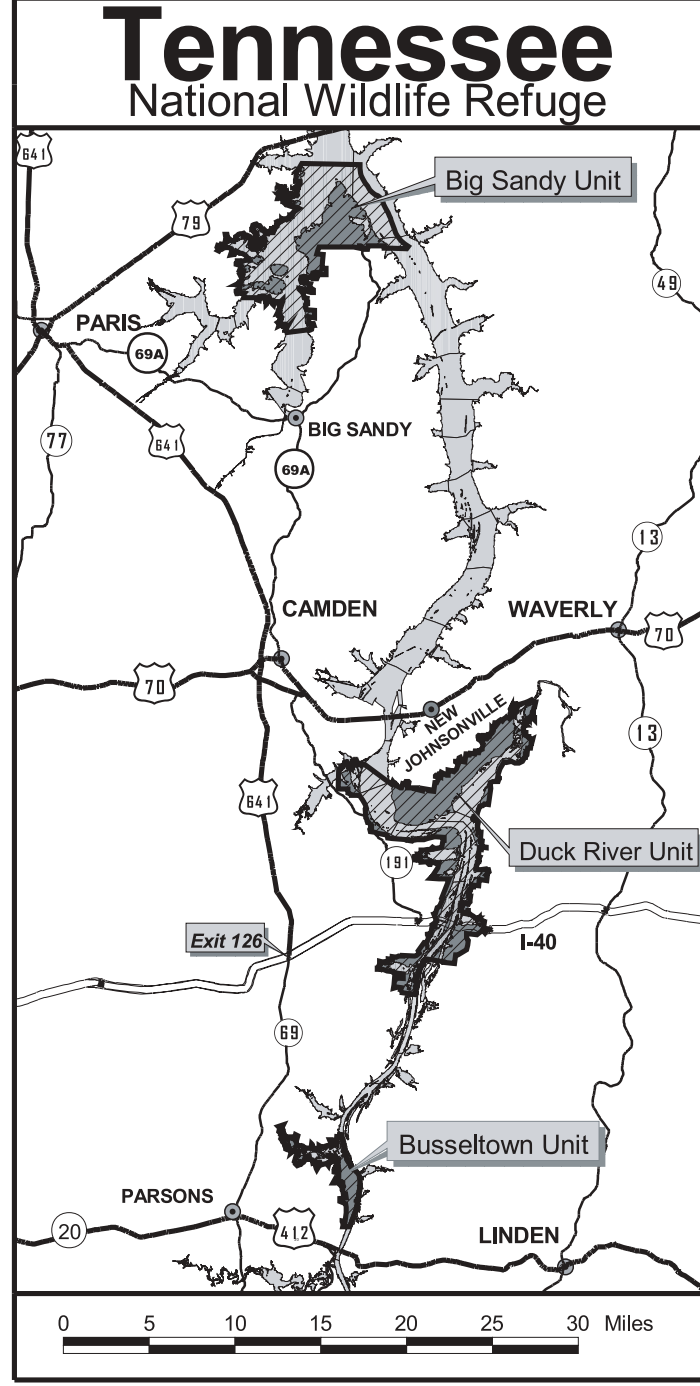 Tennessee
National Wildlife Refuge
641
Big Sandy Unit
79
49
PARIS
69A
77
641
BIG SANDY
69A
13
CAMDEN
WAVERLY
70
70
NEW
JOHNSONVILLE
13
641
Duck River Unit
191
Exit 126
I-40
69
Busseltown Unit
PARSONS
20
412
LINDEN
0 5 10 15 20 25 30 Miles